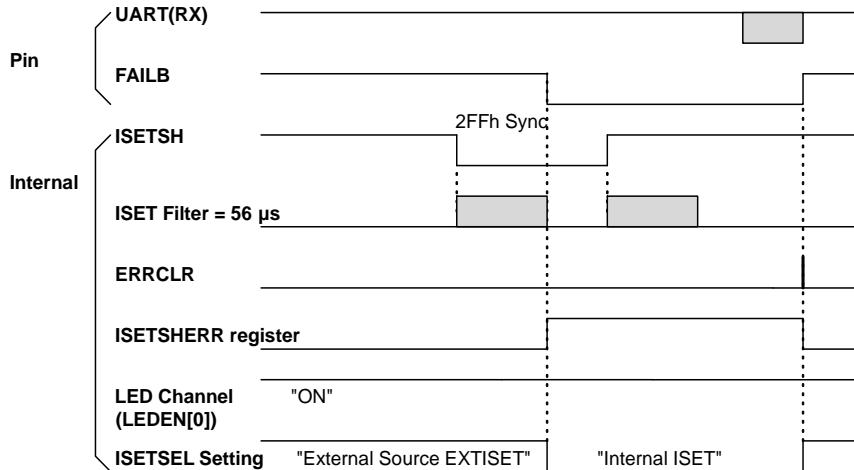 UART(RX)
Pin
FAILB
2FFh Sync
ISETSH
Internal
ISET Filter = 56 µs
ERRCLR
ISETSHERR register
LED Channel
(LEDEN[0])
"ON"
ISETSEL Setting
"External Source EXTISET"
"Internal ISET"